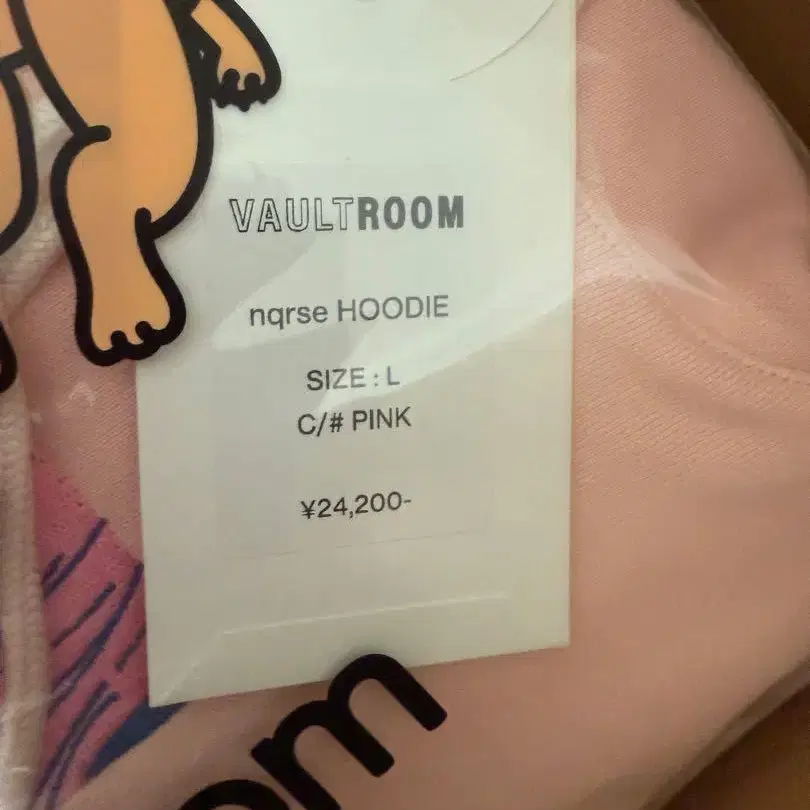 VAULTROOM
nqrse HOODIE
SIZE : L
C/# PINK
¥24,200-
om